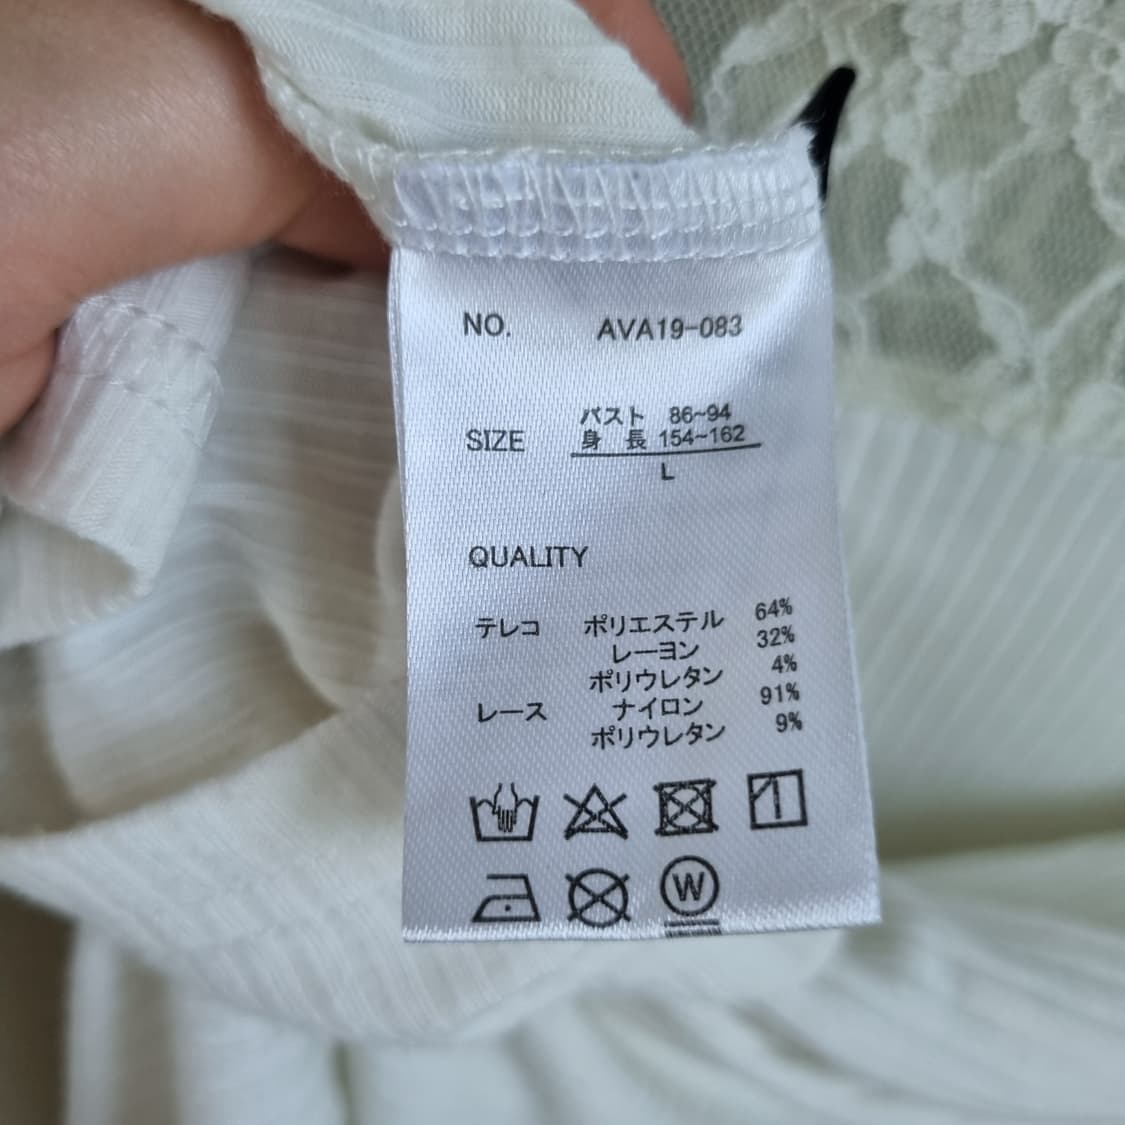 NO. AVA19-083
バスト 86~94
SIZE 身 長 154~162
L
QUALITY
テレコ ポリエステル 64%
レーヨン 32%
ポリウレタン 4%
レース ナイロン 91%
ポリウレタン 9%
W